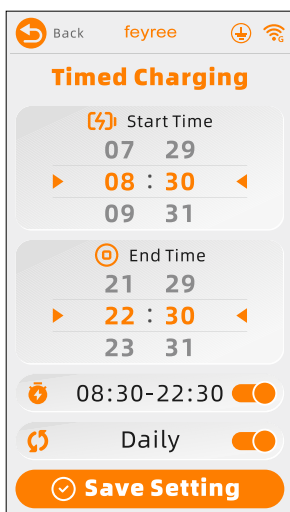 Back feyree G
Timed Charging
Start Time
07 29
08 : 30
09 31
End Time
21 29
22 : 30
23 31
08:30-22:30
Daily
Save Setting